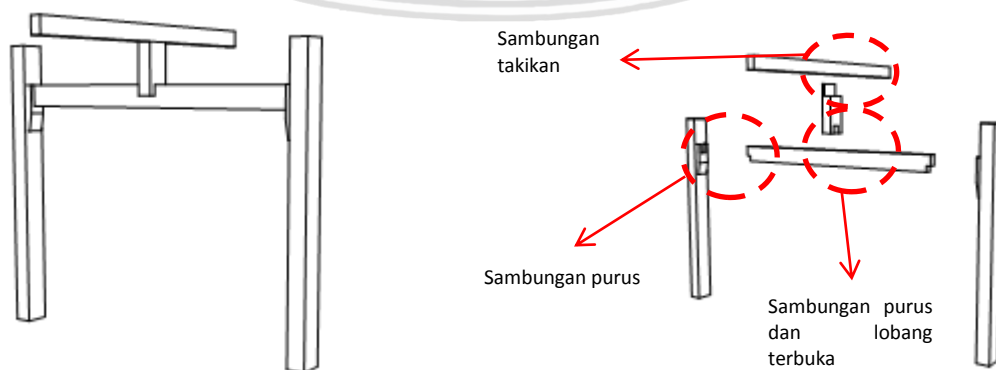 Sambungan
takikan
Sambungan purus
Sambungan purus
dan lobang
terbuka